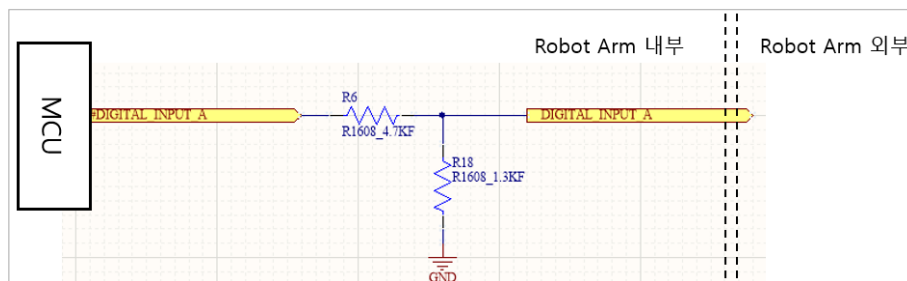 Robot Arm 내부
Robot Arm 외부
MCU
#DIGITAL_INPUT_A
R6
R1608_4.7KF
DIGITAL_INPUT_A
R18
R1608_1.3KF
GND